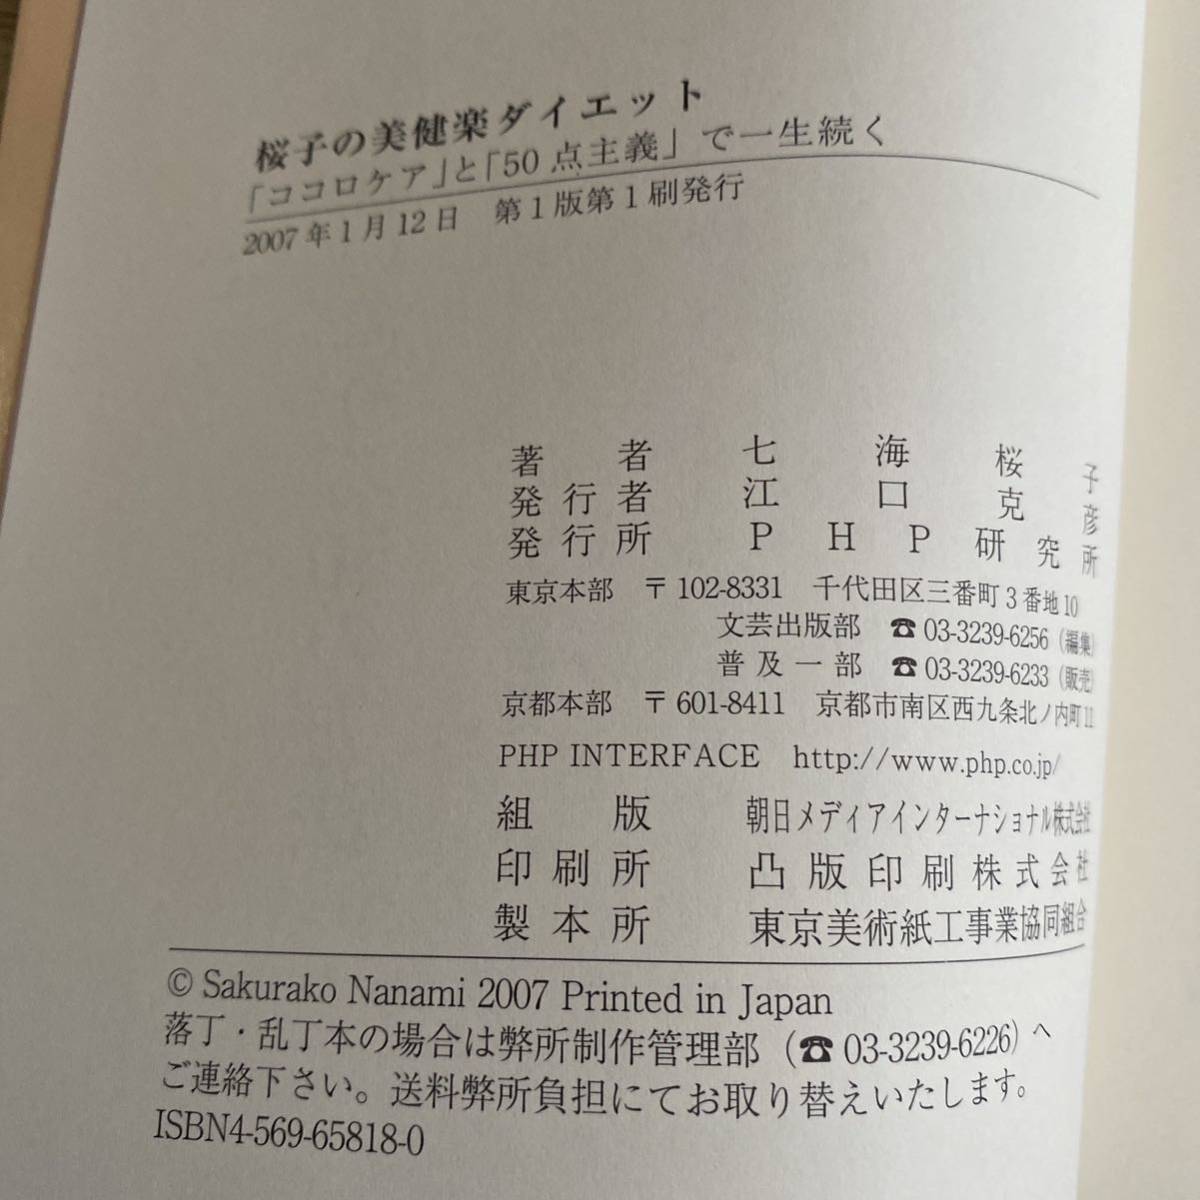 桜子の美健楽ダイエット
「ココロケア」と「50点主義」で一生続く
2007年1月12日　第1版第1刷発行
著者　七海桜子
発行者　江口克彦
発行所　PHP研究所
東京本部　〒102-8331　千代田区三番町3番地10
文芸出版部　☎03-3239-6256（編集）
普及一部　☎03-3239-6233（販売）
京都本部　〒601-8411　京都市南区西九条北ノ内町11
PHP INTERFACE　http://www.php.co.jp/
組版　朝日メディアインターナショナル株式会社
印刷所　凸版印刷株式会社
製本所　東京美術紙工事業協同組合
© Sakurako Nanami 2007 Printed in Japan
落丁・乱丁本の場合は弊所制作管理部（☎03-3239-6226）へ
ご連絡下さい。送料弊所負担にてお取り替えいたします。
ISBN4-569-65818-0